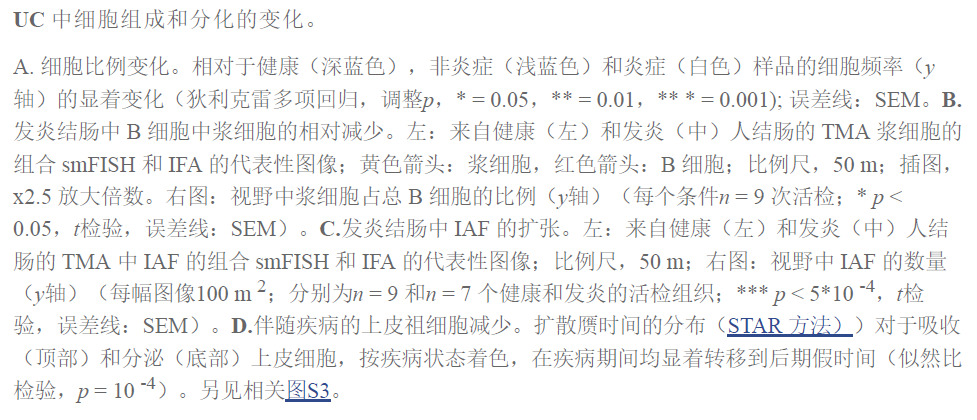 UC 中细胞组成和分化的变化。
A. 细胞比例变化。相对于健康（深蓝色），非炎症（浅蓝色）和炎症（白色）样品的细胞频率（y
轴）的显着变化（狄利克雷多项回归，调整p，* = 0.05，** = 0.01，** * = 0.001); 误差线：SEM。B.
发炎结肠中 B 细胞中浆细胞的相对减少。左：来自健康（左）和发炎（中）人结肠的 TMA 浆细胞的
组合 smFISH 和 IFA 的代表性图像；黄色箭头：浆细胞，红色箭头：B 细胞；比例尺，50 m；插图，
x2.5 放大倍数。右图：视野中浆细胞占总 B 细胞的比例（y轴）（每个条件n = 9 次活检；* p <
0.05，t检验，误差线：SEM）。C.发炎结肠中 IAF 的扩张。左：来自健康（左）和发炎（中）人结
肠的 TMA 中 IAF 的组合 smFISH 和 IFA 的代表性图像；比例尺，50 m；右图：视野中 IAF 的数量
（y轴）（每幅图像100 m 2；分别为n = 9 和n = 7 个健康和发炎的活检组织；*** p < 5*10 -4，t检
验，误差线：SEM）。D.伴随疾病的上皮祖细胞减少。扩散赝时间的分布（STAR 方法））对于吸收
（顶部）和分泌（底部）上皮细胞，按疾病状态着色，在疾病期间均显着转移到后期假时间（似然比
检验，p = 10 -4）。另见相关图S3。